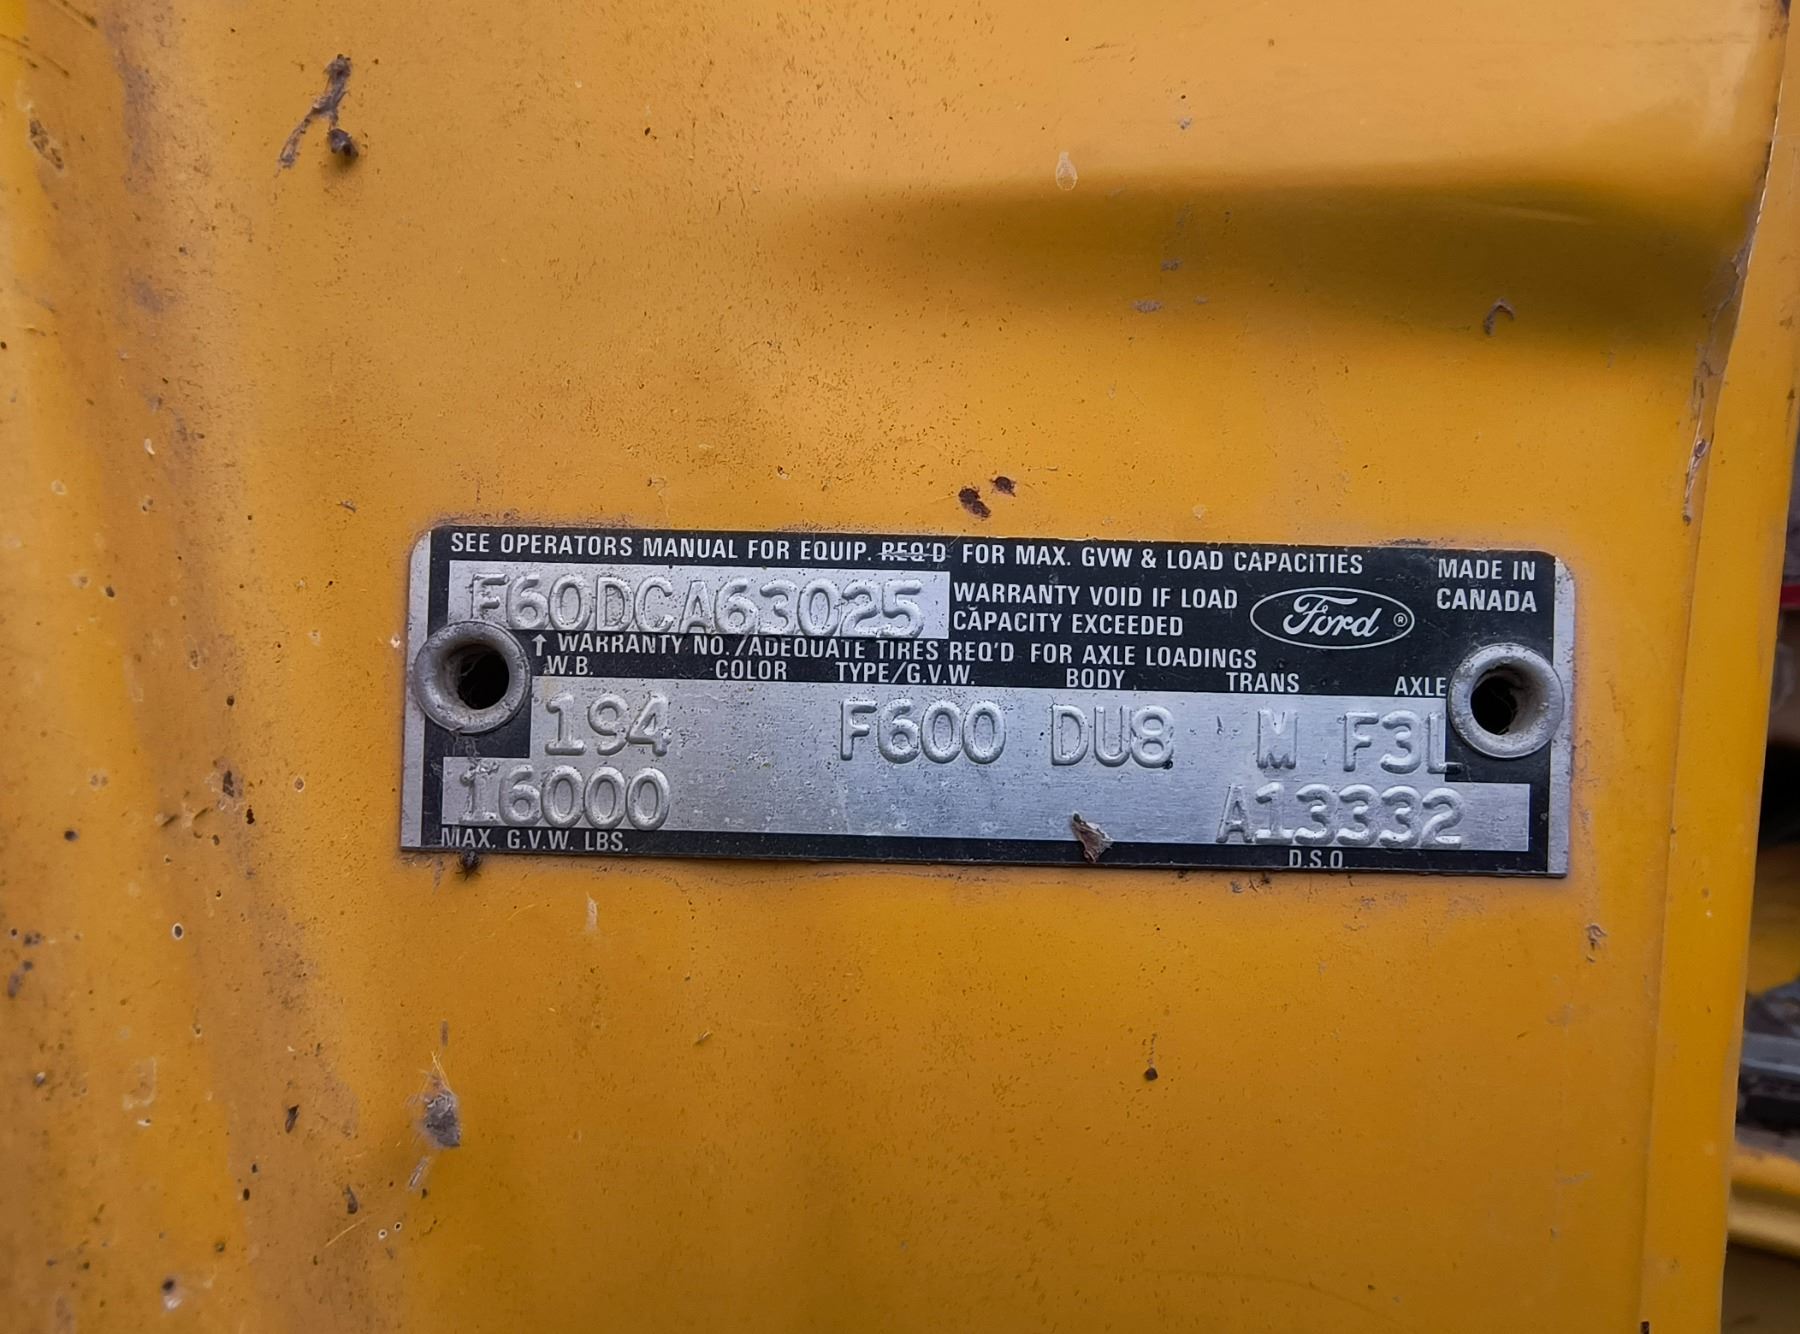 SEE OPERATORS MANUAL FOR EQUIP. REQ'D FOR MAX. GVW & LOAD CAPACITIES
MADE IN
CANADA
F60DCA63025
WARRANTY VOID IF LOAD
CAPACITY EXCEEDED
Ford ®
↑ WARRANTY NO./ADEQUATE TIRES REQ'D FOR AXLE LOADINGS
W.B. COLOR TYPE/G.V.W. BODY TRANS AXLE
194 F600 DU8 M F3L
16000 A13332
MAX. G.V.W. LBS. D.S.O.